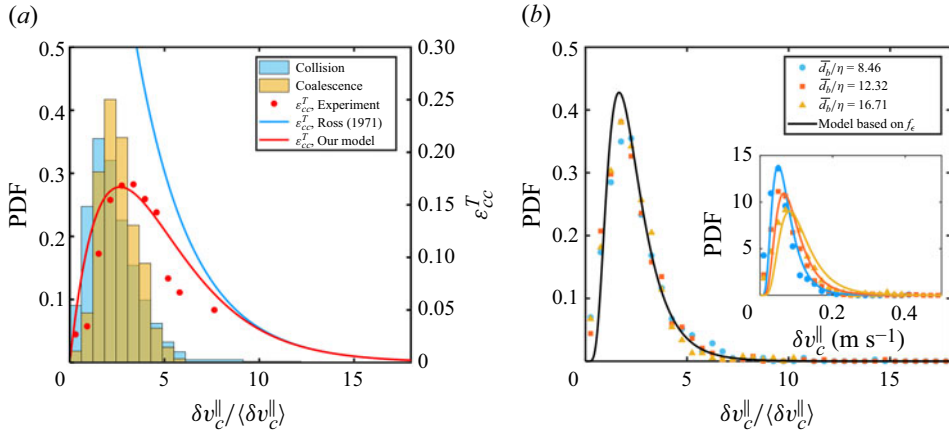 (a)
0.5
0.4
0.3
0.2
0.1
PDF
0.30
0.25
0.20
0.15
0.10
0.05
0
ε_cc^T
Collision
Coalescence
ε_cc^T, Experiment
ε_cc^T, Ross (1971)
ε_cc^T, Our model
0 5 10 15
δv_c^∥/⟨δv_c^∥⟩
(b)
0.5
0.4
0.3
0.2
0.1
PDF
d̅_b/η = 8.46
d̅_b/η = 12.32
d̅_b/η = 16.71
Model based on f_ϵ
15
10
5
PDF
0 0.2 0.4
δv_c^∥ (m s⁻¹)
0 5 10 15
δv_c^∥/⟨δv_c^∥⟩